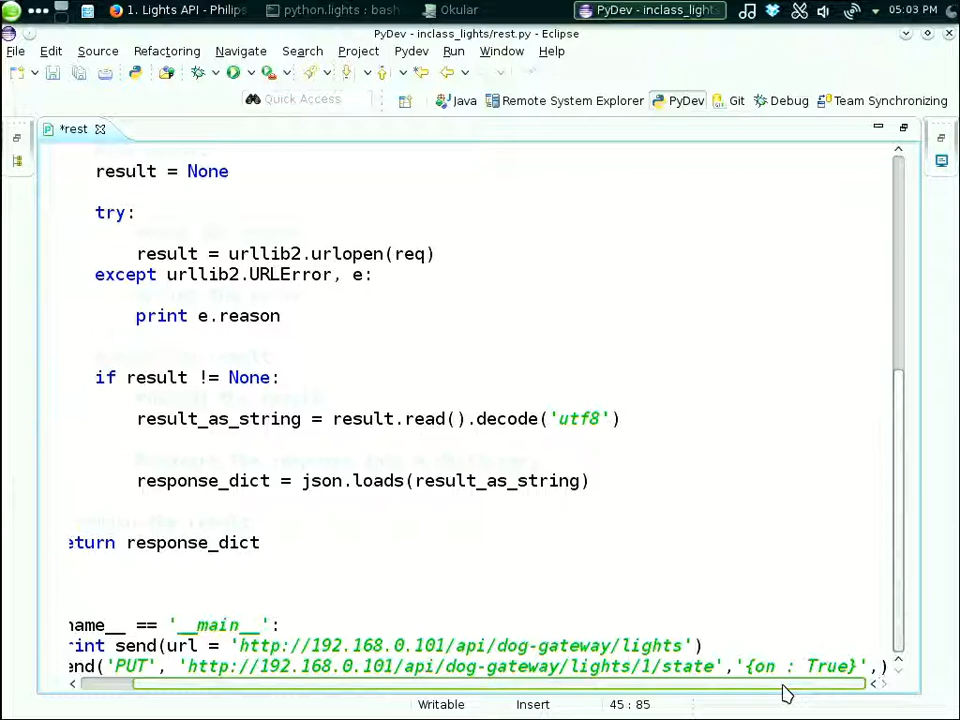 1. Lights API - Philips
python.lights : bash
Okular
PyDev - inclass_lights
05:03 PM
PyDev - inclass_lights/rest.py - Eclipse
File Edit Source Refactoring Navigate Search Project Pydev Run Window Help
Quick Access
Java Remote System Explorer PyDev Git Debug Team Synchronizing
*rest
result = None
try:
result = urllib2.urlopen(req)
except urllib2.URLError, e:
print e.reason
if result != None:
result_as_string = result.read().decode('utf8')
response_dict = json.loads(result_as_string)
eturn response_dict
name__ == '__main__':
rint send(url = 'http://192.168.0.101/api/dog-gateway/lights')
end('PUT', 'http://192.168.0.101/api/dog-gateway/lights/1/state','{on : True}',)
Writable Insert 45 : 85